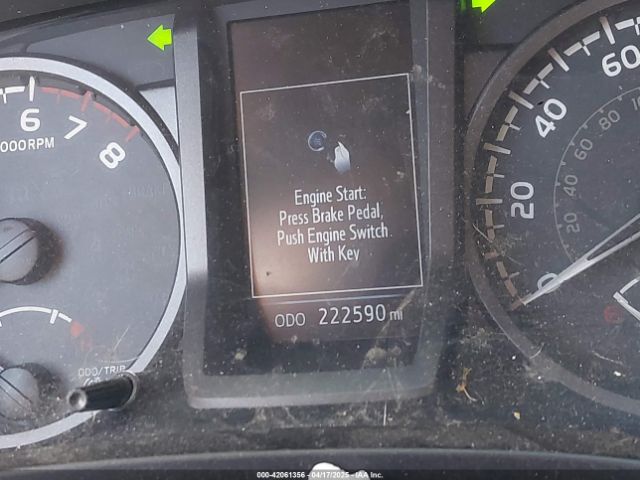 6
7
8
000RPM
Engine Start:
Press Brake Pedal,
Push Engine Switch
With Key
ODO 222590 mi
ODO/TRIP
0
20
40
60
20
40
60
80
000-42061356 - 04/17/2025 - IAA Inc.